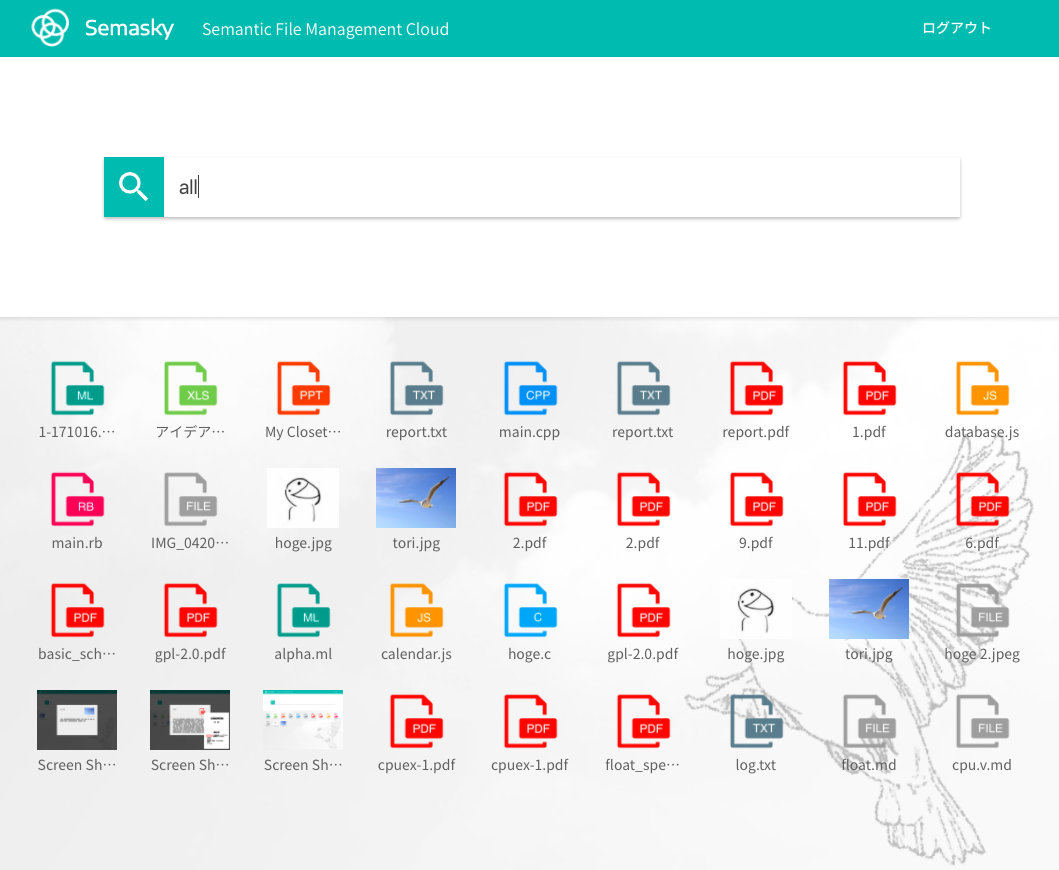 Semasky
Semantic File Management Cloud
ログアウト
all
ML
XLS
PPT
TXT
CPP
TXT
PDF
PDF
JS
1-171016.…
アイデア…
My Closet…
report.txt
main.cpp
report.txt
report.pdf
1.pdf
database.js
RB
FILE
PDF
PDF
PDF
PDF
PDF
main.rb
IMG_0420…
hoge.jpg
tori.jpg
2.pdf
2.pdf
9.pdf
11.pdf
6.pdf
PDF
PDF
ML
JS
C
PDF
FILE
basic_sch…
gpl-2.0.pdf
alpha.ml
calendar.js
hoge.c
gpl-2.0.pdf
hoge.jpg
tori.jpg
hoge 2.jpeg
PDF
PDF
PDF
TXT
FILE
FILE
Screen Sh…
Screen Sh…
Screen Sh…
cpuex-1.pdf
cpuex-1.pdf
float_spe…
log.txt
float.md
cpu.v.md